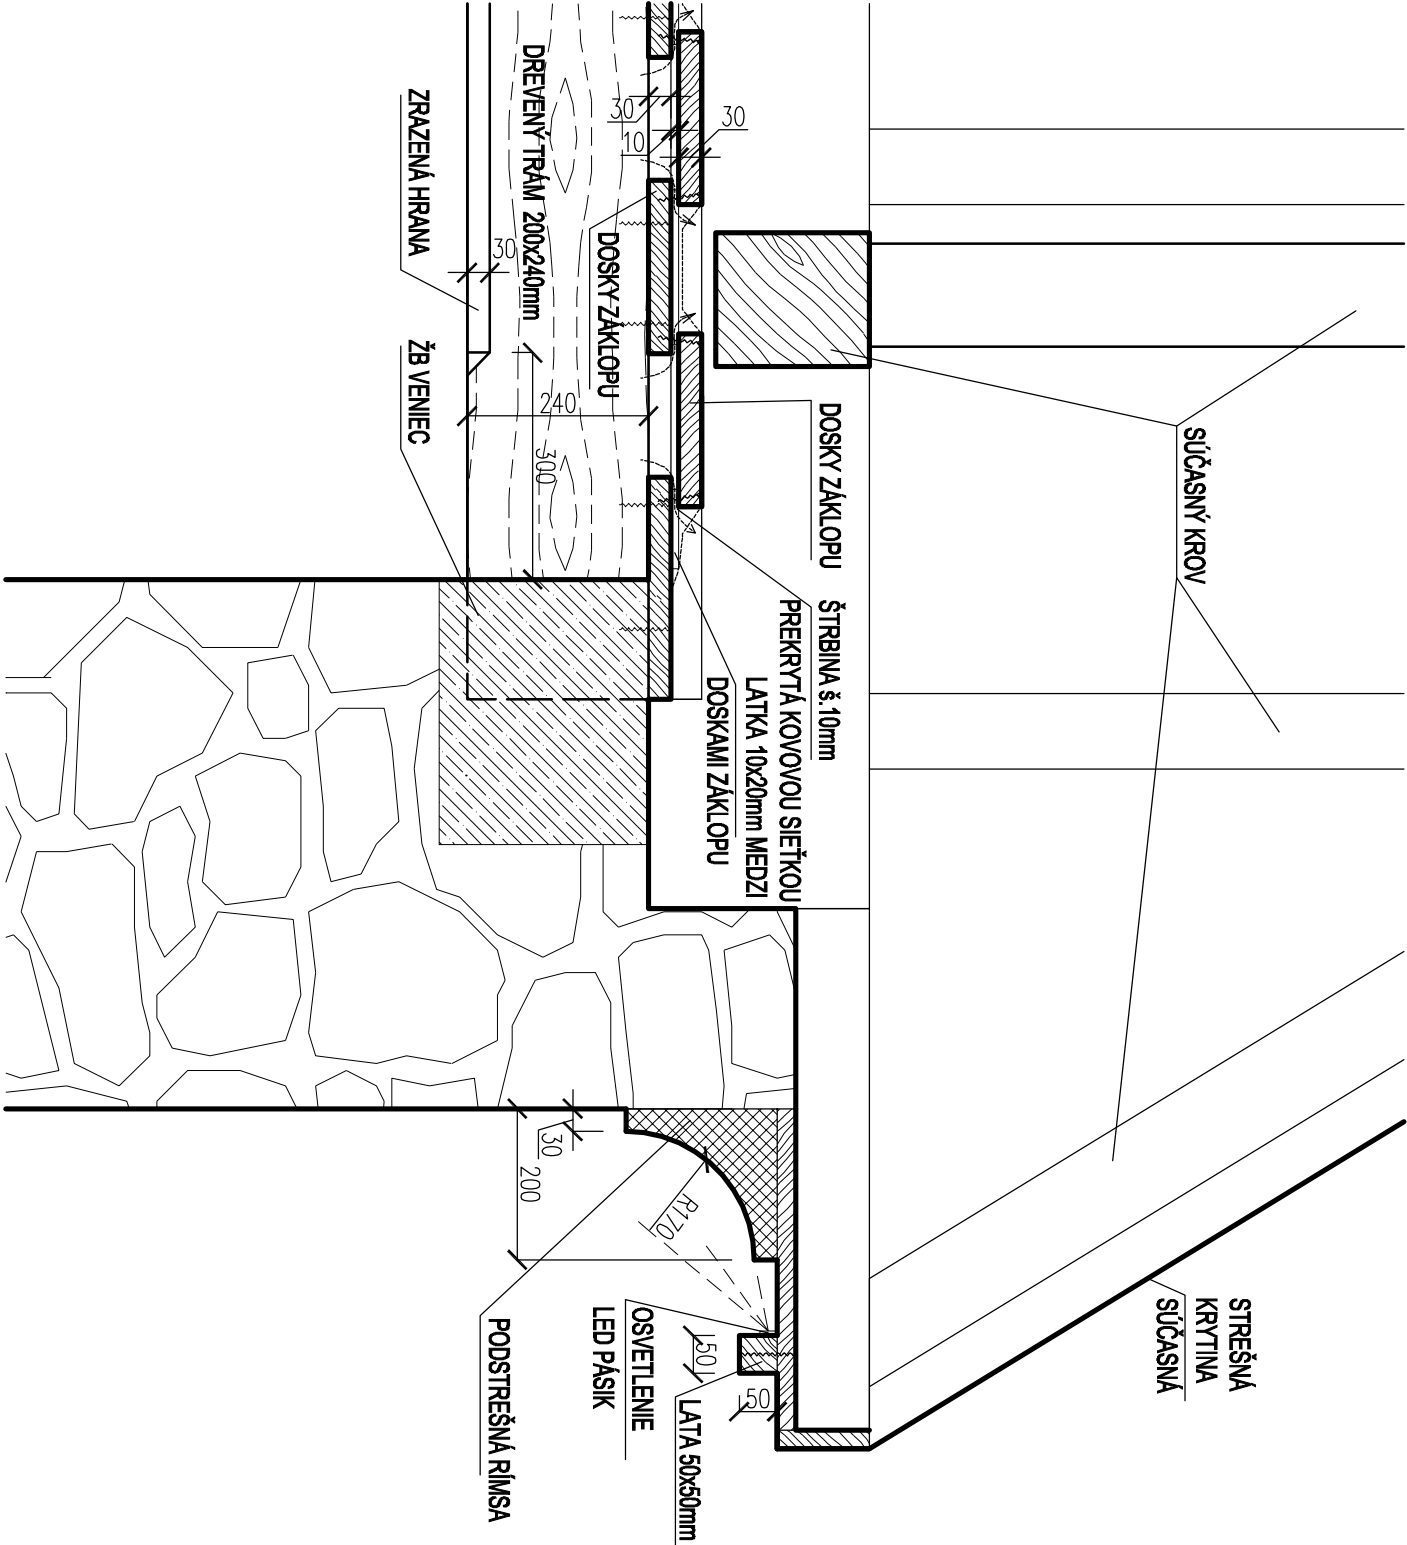 STREŠNÁ
KRYTINA
SÚČASNÁ
SÚČASNÝ KROV
DOSKY ZÁKLOPU
ŠTRBINA š.10mm
PREKRYTÁ KOVOVOU SIEŤKOU
LATKA 10x20mm MEDZI
DOSKAMI ZÁKLOPU
DOSKY ZÁKLOPU
DREVENÝ TRÁM 200x240mm
ZRAZENÁ HRANA
ŽB VENIEC
LATA 50x50mm
OSVETLENIE
LED PÁSIK
PODSTREŠNÁ RÍMSA
30
30
10
30
240
300
30
200
R170
50
50